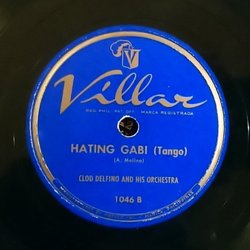 V
Villar
REG. PHIL. PAT. OFF. MARCA REGISTRADA
HATING GABI (Tango)
(A. Molina)
CLOD DELFINO AND HIS ORCHESTRA
1046 B